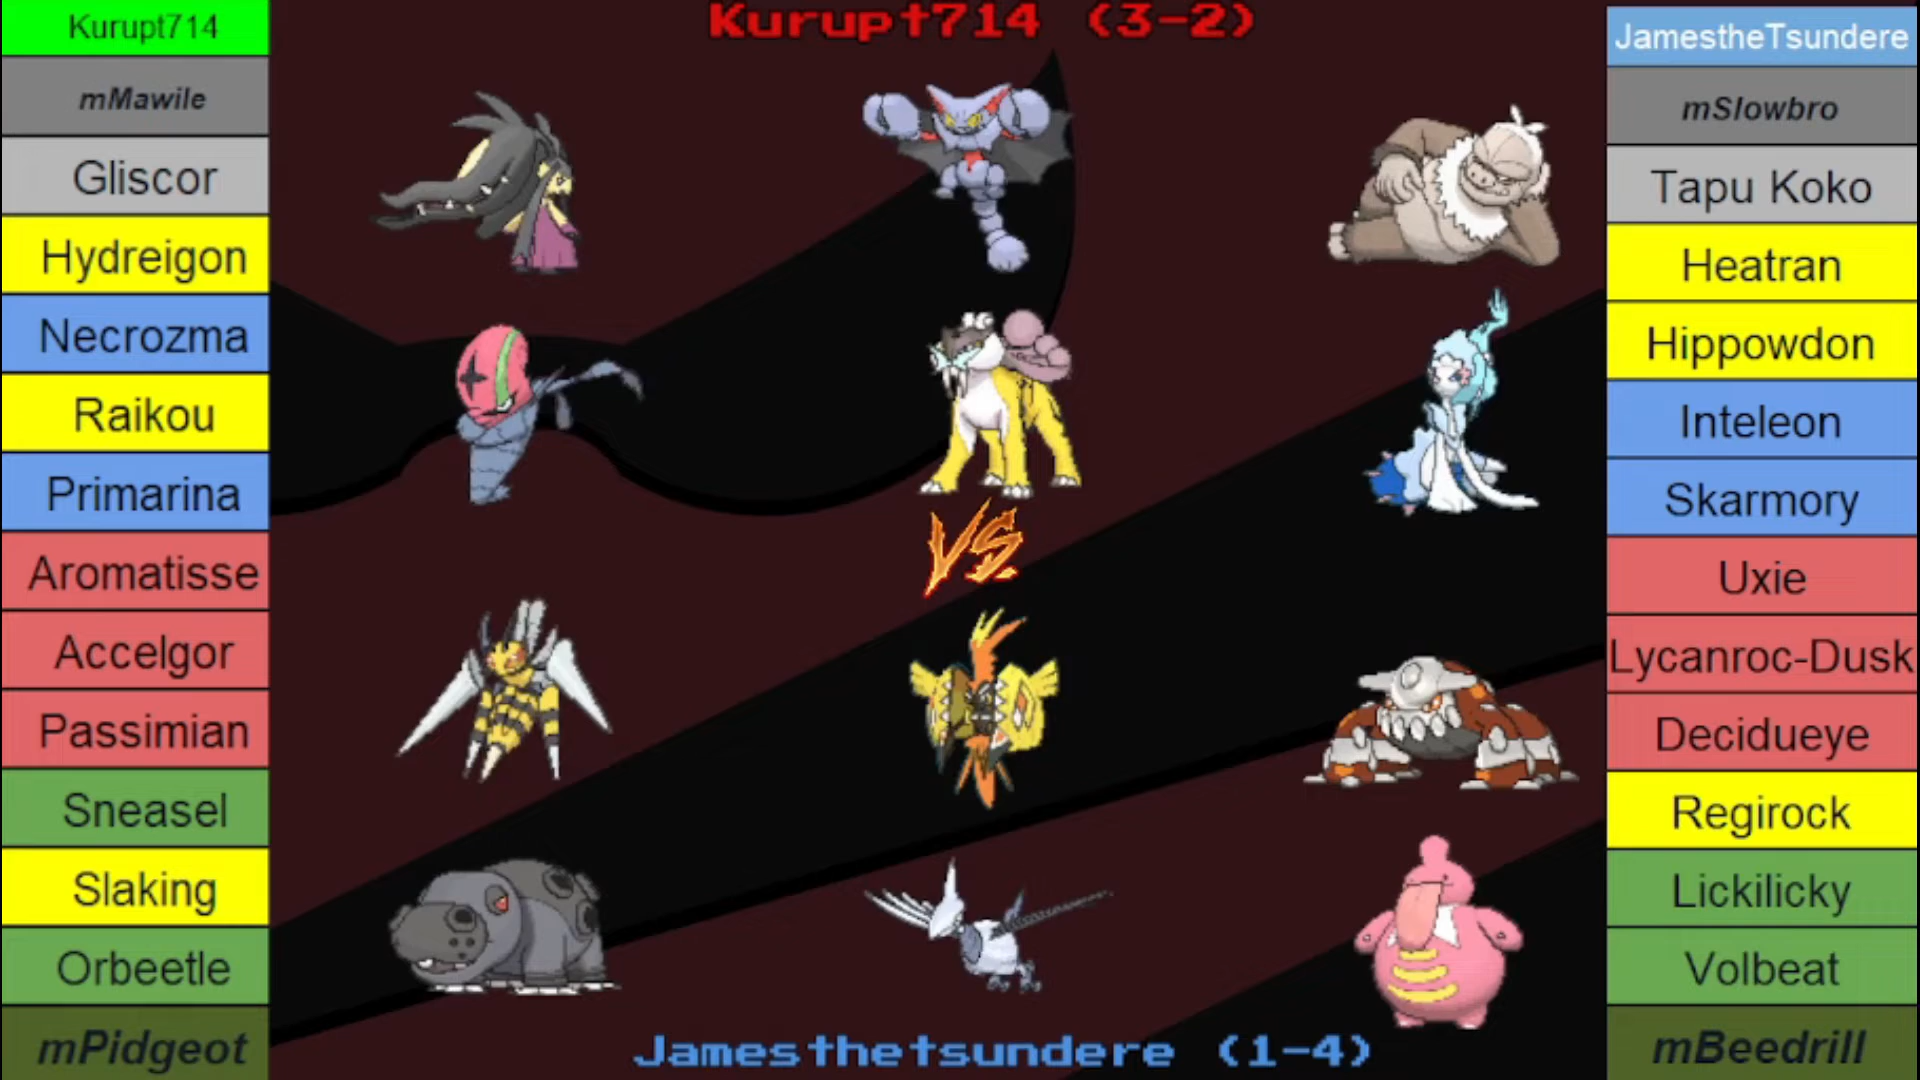 Kurupt714
mMawile
Gliscor
Hydreigon
Necrozma
Raikou
Primarina
Aromatisse
Accelgor
Passimian
Sneasel
Slaking
Orbeetle
mPidgeot
Kurupt714 (3-2)
VS
Jamesthetsundere (1-4)
JamestheTsundere
mSlowbro
Tapu Koko
Heatran
Hippowdon
Inteleon
Skarmory
Uxie
Lycanroc-Dusk
Decidueye
Regirock
Lickilicky
Volbeat
mBeedrill